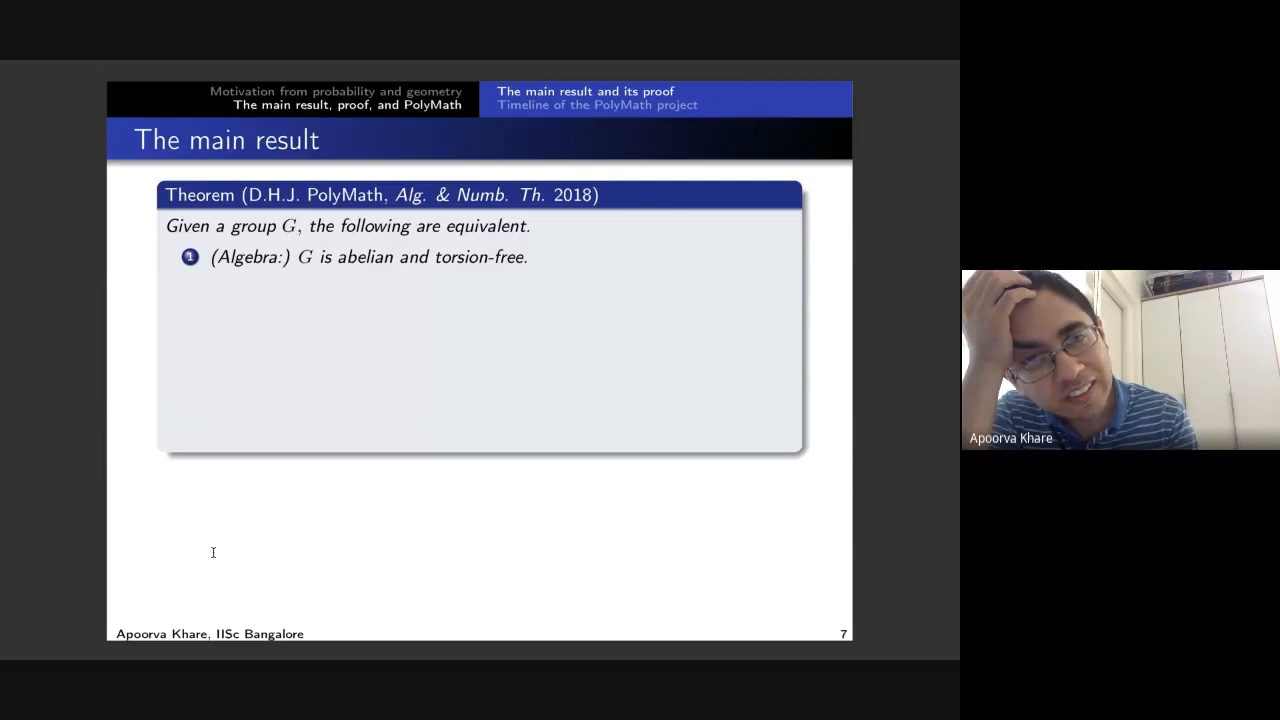 Motivation from probability and geometry
The main result, proof, and PolyMath
The main result and its proof
Timeline of the PolyMath project
The main result
Theorem (D.H.J. PolyMath, Alg. & Numb. Th. 2018)
Given a group G, the following are equivalent.
1 (Algebra:) G is abelian and torsion-free.
Apoorva Khare, IISc Bangalore
7
Apoorva Khare